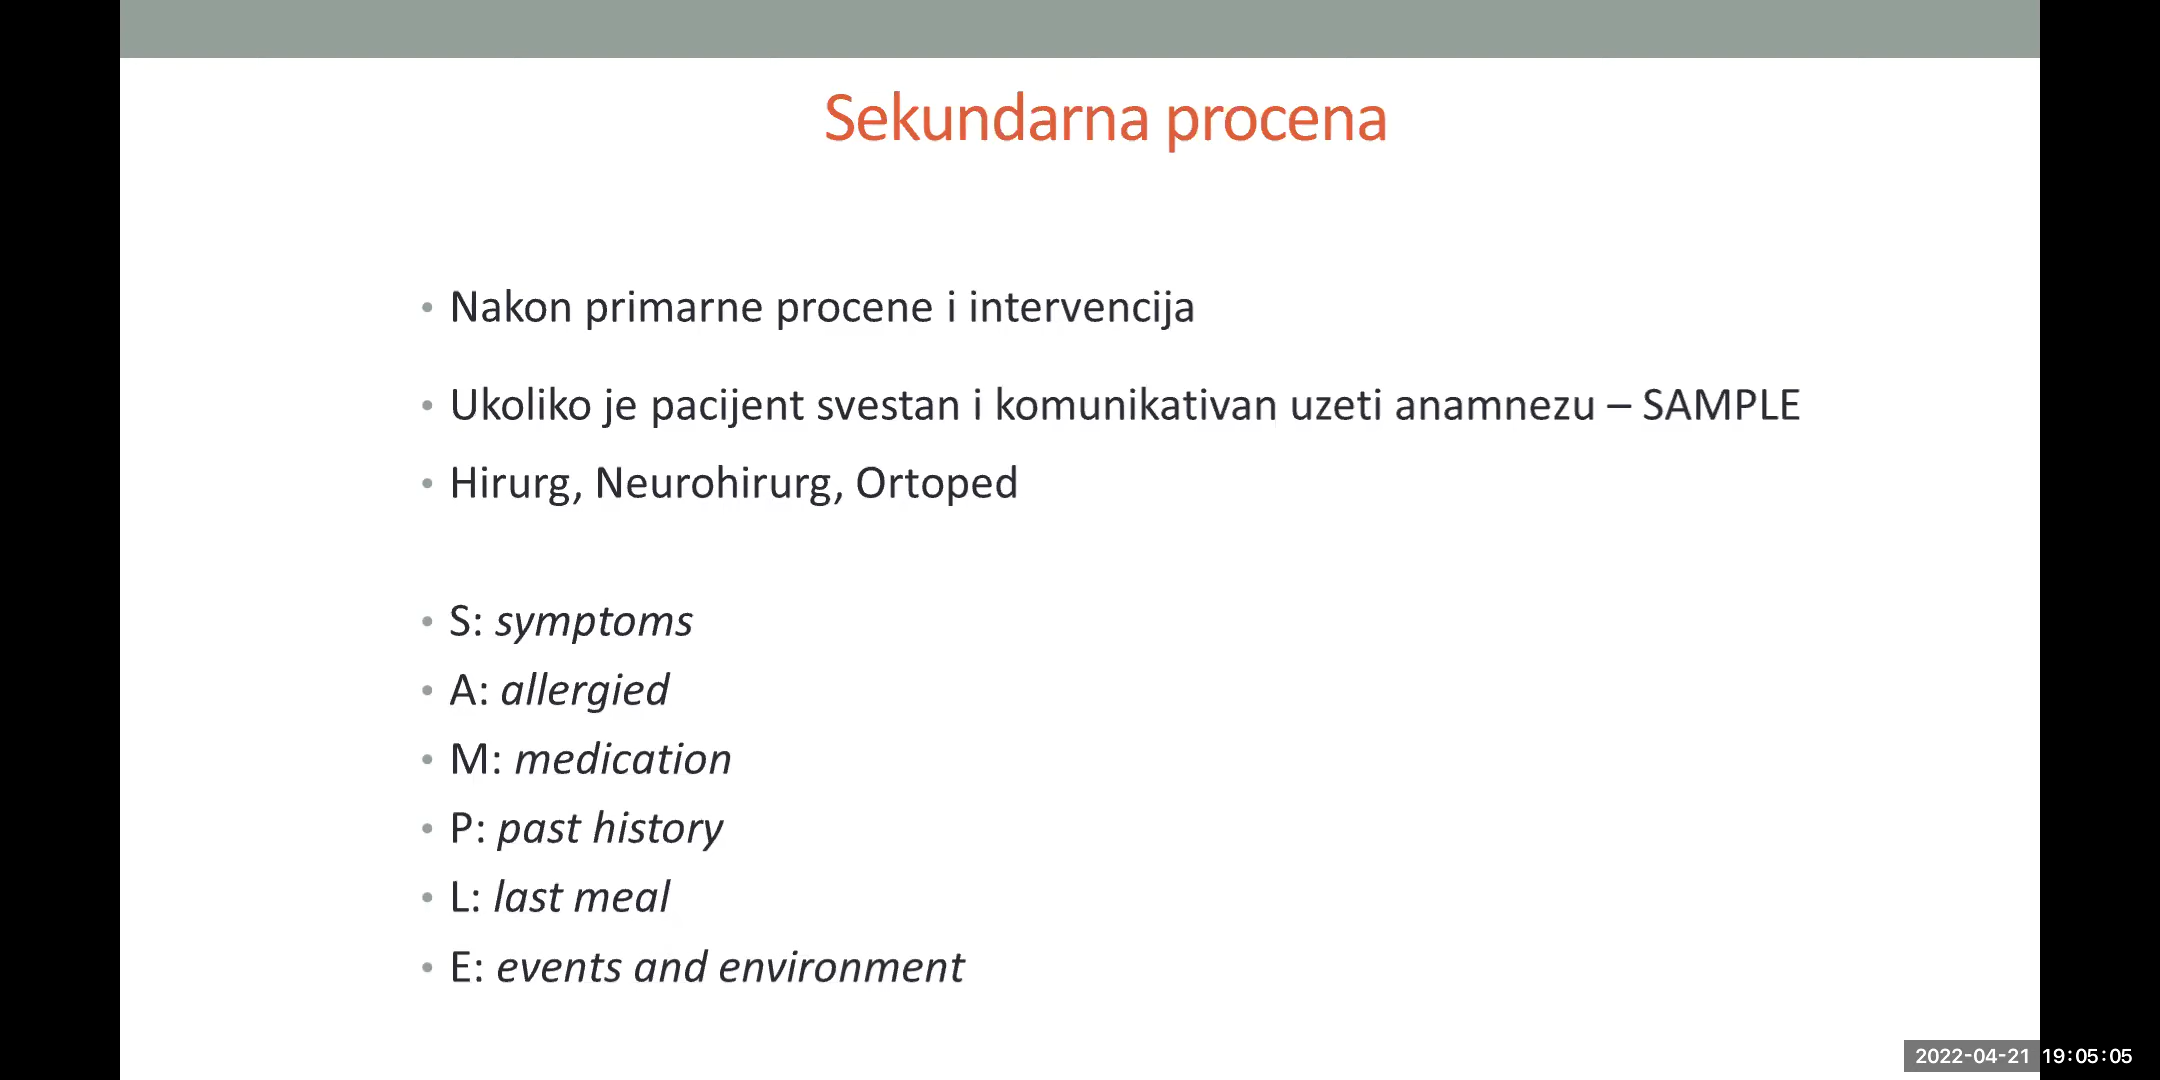 Sekundarna procena
• Nakon primarne procene i intervencija
• Ukoliko je pacijent svestan i komunikativan uzeti anamnezu – SAMPLE
• Hirurg, Neurohirurg, Ortoped
• S: symptoms
• A: allergied
• M: medication
• P: past history
• L: last meal
• E: events and environment
2022-04-21 19:05:05